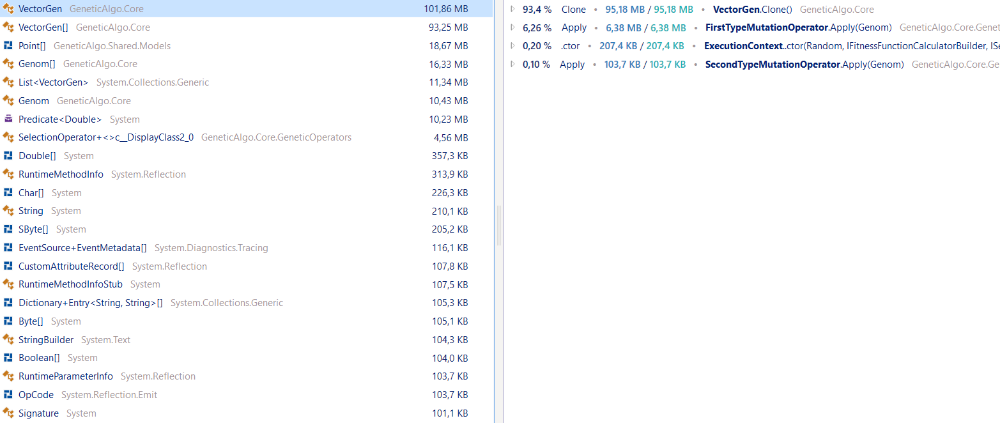 VectorGen GeneticAlgo.Core 101,86 MB
VectorGen[] GeneticAlgo.Core 93,25 MB
Point[] GeneticAlgo.Shared.Models 18,67 MB
Genom[] GeneticAlgo.Core 16,33 MB
List<VectorGen> System.Collections.Generic 11,34 MB
Genom GeneticAlgo.Core 10,43 MB
Predicate<Double> System 10,23 MB
SelectionOperator+<>c__DisplayClass2_0 GeneticAlgo.Core.GeneticOperators 4,56 MB
Double[] System 357,3 KB
RuntimeMethodInfo System.Reflection 313,9 KB
Char[] System 226,3 KB
String System 210,1 KB
SByte[] System 205,2 KB
EventSource+EventMetadata[] System.Diagnostics.Tracing 116,1 KB
CustomAttributeRecord[] System.Reflection 107,8 KB
RuntimeMethodInfoStub System 107,5 KB
Dictionary+Entry<String, String>[] System.Collections.Generic 105,3 KB
Byte[] System 105,1 KB
StringBuilder System.Text 104,3 KB
Boolean[] System 104,0 KB
RuntimeParameterInfo System.Reflection 103,7 KB
OpCode System.Reflection.Emit 103,7 KB
Signature System 101,1 KB
93,4 % Clone • 95,18 MB / 95,18 MB • VectorGen.Clone() GeneticAlgo.Core
6,26 % Apply • 6,38 MB / 6,38 MB • FirstTypeMutationOperator.Apply(Genom) GeneticAlgo.Core.Genet
0,20 % .ctor • 207,4 KB / 207,4 KB • ExecutionContext..ctor(Random, IFitnessFunctionCalculatorBuilder, ISe
0,10 % Apply • 103,7 KB / 103,7 KB • SecondTypeMutationOperator.Apply(Genom) GeneticAlgo.Core.Ge